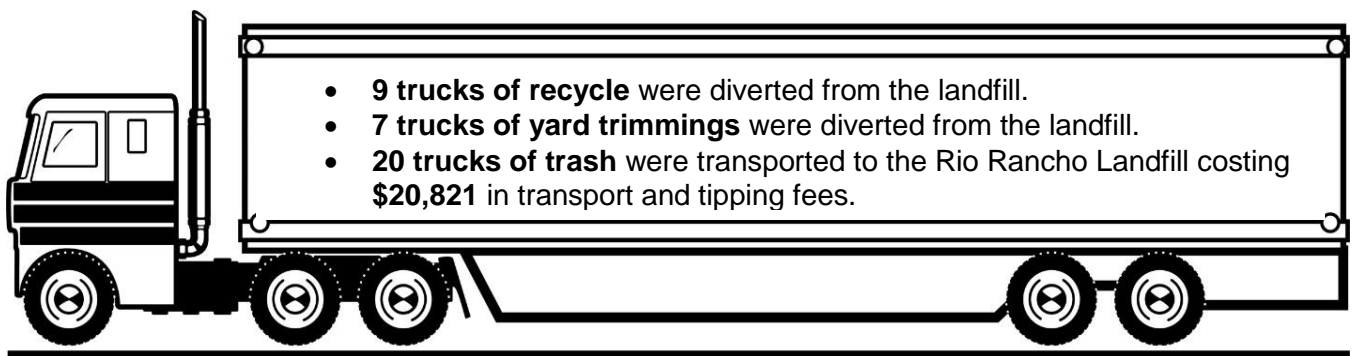 • 9 trucks of recycle were diverted from the landfill.
• 7 trucks of yard trimmings were diverted from the landfill.
• 20 trucks of trash were transported to the Rio Rancho Landfill costing
$20,821 in transport and tipping fees.